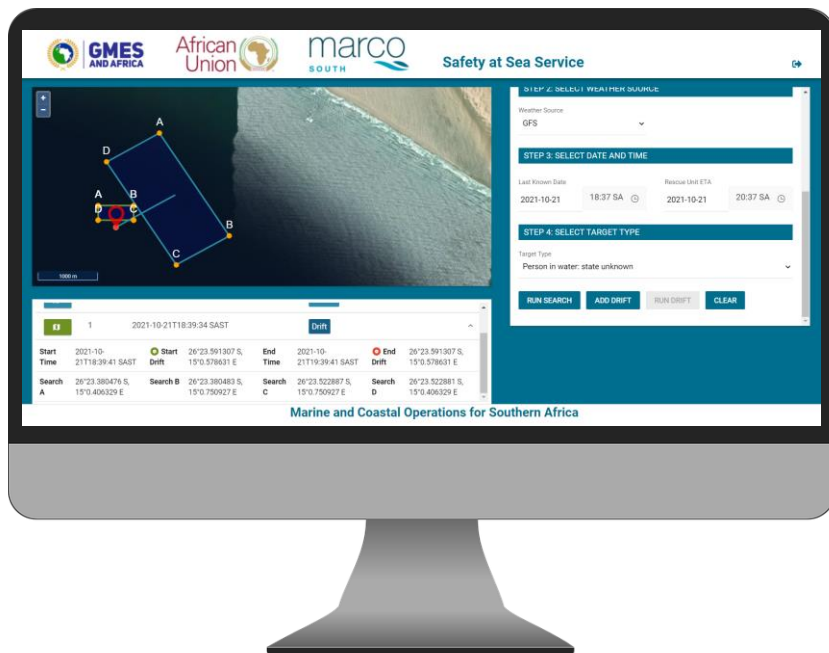 GMES
AND AFRICA
African
Union
marco
SOUTH
Safety at Sea Service
+
−
A
D
A
B
D
C
B
C
1000 m
STEP 2: SELECT WEATHER SOURCE
Weather Source
GFS
STEP 3: SELECT DATE AND TIME
Last Known Date
Rescue Unit ETA
2021-10-21
18:37 SA
2021-10-21
20:37 SA
STEP 4: SELECT TARGET TYPE
Target Type
Person in water: state unknown
RUN SEARCH ADD DRIFT RUN DRIFT CLEAR
1 2021-10-21T18:39:34 SAST Drift
Start 2021-10- Start 26°23.591307 S, End 2021-10- End 26°23.591307 S,
Time 21T18:39:41 SAST Drift 15°0.578631 E Time 21T19:39:41 SAST Drift 15°0.578631 E
Search 26°23.380476 S, Search B 26°23.380483 S, Search 26°23.522887 S, Search 26°23.522881 S,
A 15°0.406329 E 15°0.750927 E C 15°0.750927 E D 15°0.406329 E
Marine and Coastal Operations for Southern Africa